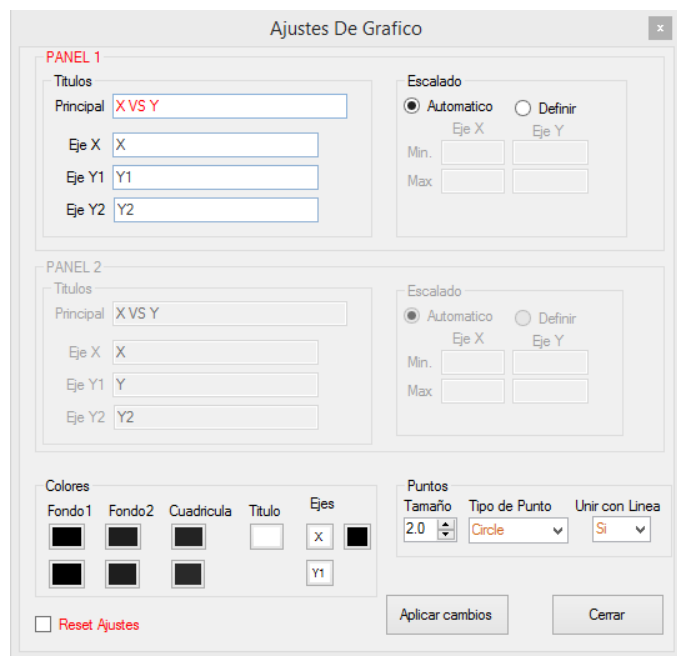 Ajustes De Grafico
x
PANEL 1
Titulos
Principal X VS Y
Eje X X
Eje Y1 Y1
Eje Y2 Y2
Escalado
Automatico Definir
Eje X Eje Y
Min.
Max
PANEL 2
Titulos
Principal X VS Y
Eje X X
Eje Y1 Y
Eje Y2 Y2
Escalado
Automatico Definir
Eje X Eje Y
Min.
Max
Colores
Fondo1 Fondo2 Cuadricula Titulo Ejes
X
Y1
Puntos
Tamaño Tipo de Punto Unir con Linea
2.0 Circle Si
Reset Ajustes
Aplicar cambios Cerrar